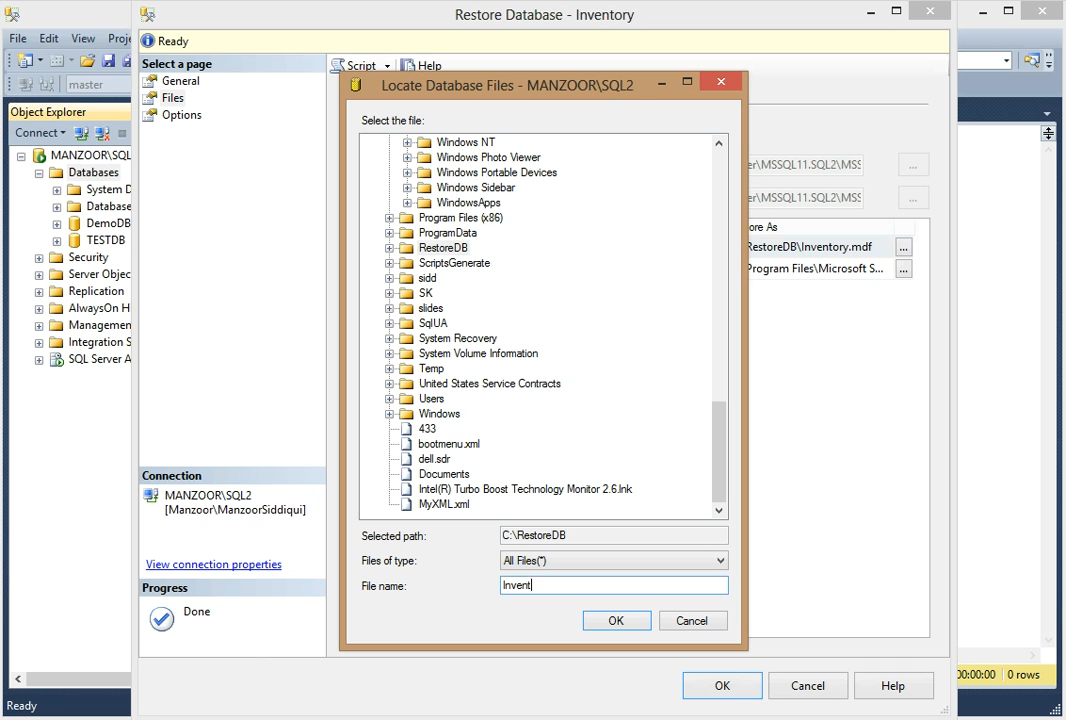 Restore Database - Inventory
File Edit View Proje
Ready
Select a page
General
Files
Options
Script
Help
master
Object Explorer
Connect
MANZOOR\SQL
Databases
System D
Database
DemoDB
TESTDB
Security
Server Objec
Replication
AlwaysOn H
Managemen
Integration S
SQL Server A
Locate Database Files - MANZOOR\SQL2
Select the file:
Windows NT
Windows Photo Viewer
Windows Portable Devices
Windows Sidebar
WindowsApps
Program Files (x86)
ProgramData
RestoreDB
ScriptsGenerate
sidd
SK
slides
SqlUA
System Recovery
System Volume Information
Temp
United States Service Contracts
Users
Windows
433
bootmenu.xml
dell.sdr
Documents
Intel(R) Turbo Boost Technology Monitor 2.6.lnk
MyXML.xml
Selected path: C:\RestoreDB
Files of type: All Files(*)
File name: Invent
OK Cancel
er\MSSQL11.SQL2\MSS ...
er\MSSQL11.SQL2\MSS ...
ore As
RestoreDB\Inventory.mdf ...
Program Files\Microsoft S... ...
Connection
MANZOOR\SQL2
[Manzoor\ManzoorSiddiqui]
View connection properties
Progress
Done
OK Cancel Help
00:00:00 0 rows
Ready